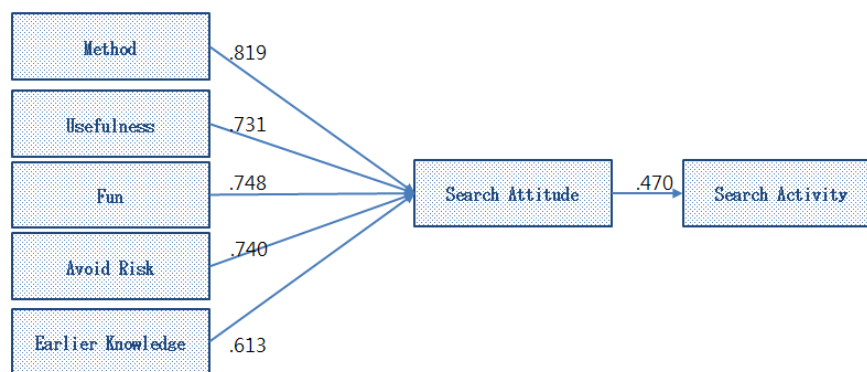 Method
.819
Usefulness
.731
Fun
.748
Search Attitude
.470
Search Activity
Avoid Risk
.740
Earlier Knowledge
.613